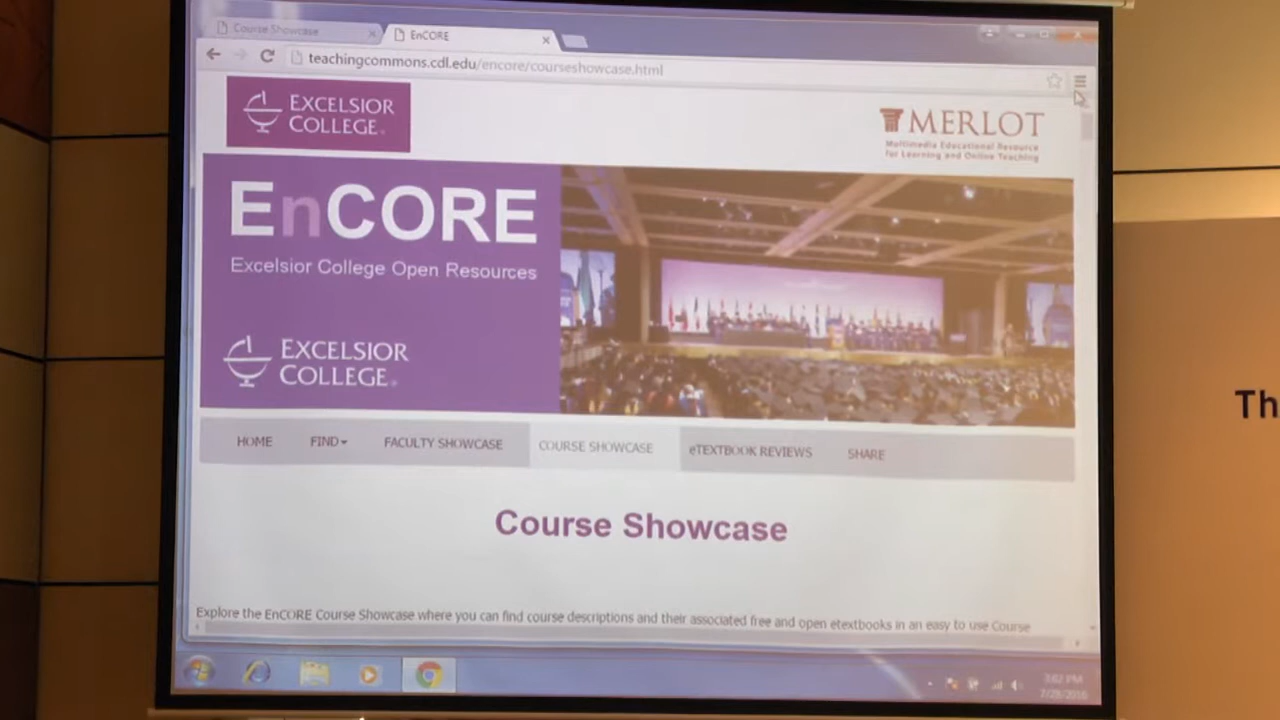 Course Showcase
EnCORE
teachingcommons.cdl.edu/encore/courseshowcase.html
EXCELSIOR
COLLEGE
MERLOT
Multimedia Educational Resource
for Learning and Online Teaching
EnCORE
Excelsior College Open Resources
EXCELSIOR
COLLEGE
HOME FIND FACULTY SHOWCASE COURSE SHOWCASE eTEXTBOOK REVIEWS SHARE
Course Showcase
Explore the EnCORE Course Showcase where you can find course descriptions and their associated free and open etextbooks in an easy to use Course
3:02 PM
Th